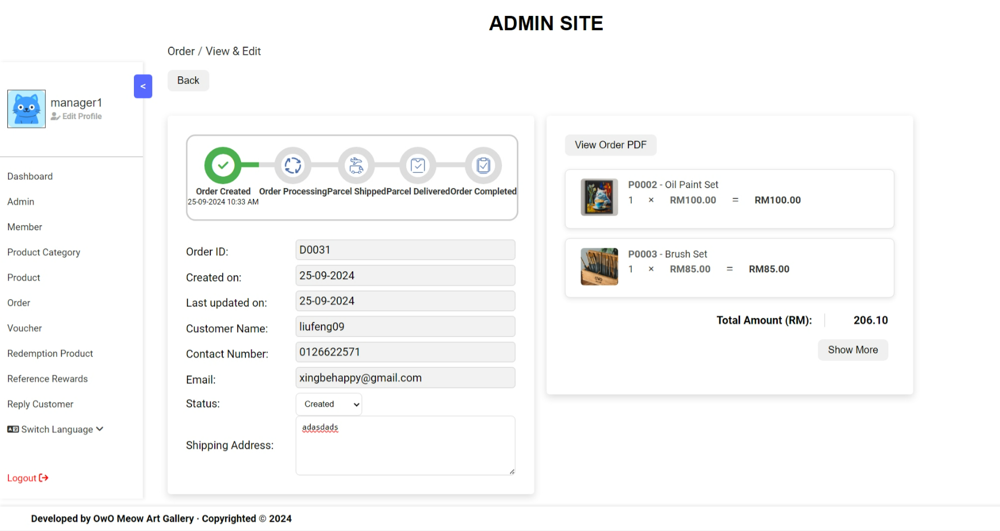 ADMIN SITE
Order / View & Edit
<
Back
manager1
Edit Profile
Dashboard
Admin
Member
Product Category
Product
Order
Voucher
Redemption Product
Reference Rewards
Reply Customer
Switch Language
Logout
Order Created
25-09-2024 10:33 AM
Order Processing
Parcel Shipped
Parcel Delivered
Order Completed
Order ID: D0031
Created on: 25-09-2024
Last updated on: 25-09-2024
Customer Name: liufeng09
Contact Number: 0126622571
Email: xingbehappy@gmail.com
Status: Created
Shipping Address: adasdads
View Order PDF
P0002 - Oil Paint Set
1 × RM100.00 = RM100.00
P0003 - Brush Set
1 × RM85.00 = RM85.00
Total Amount (RM): 206.10
Show More
Developed by OwO Meow Art Gallery · Copyrighted © 2024